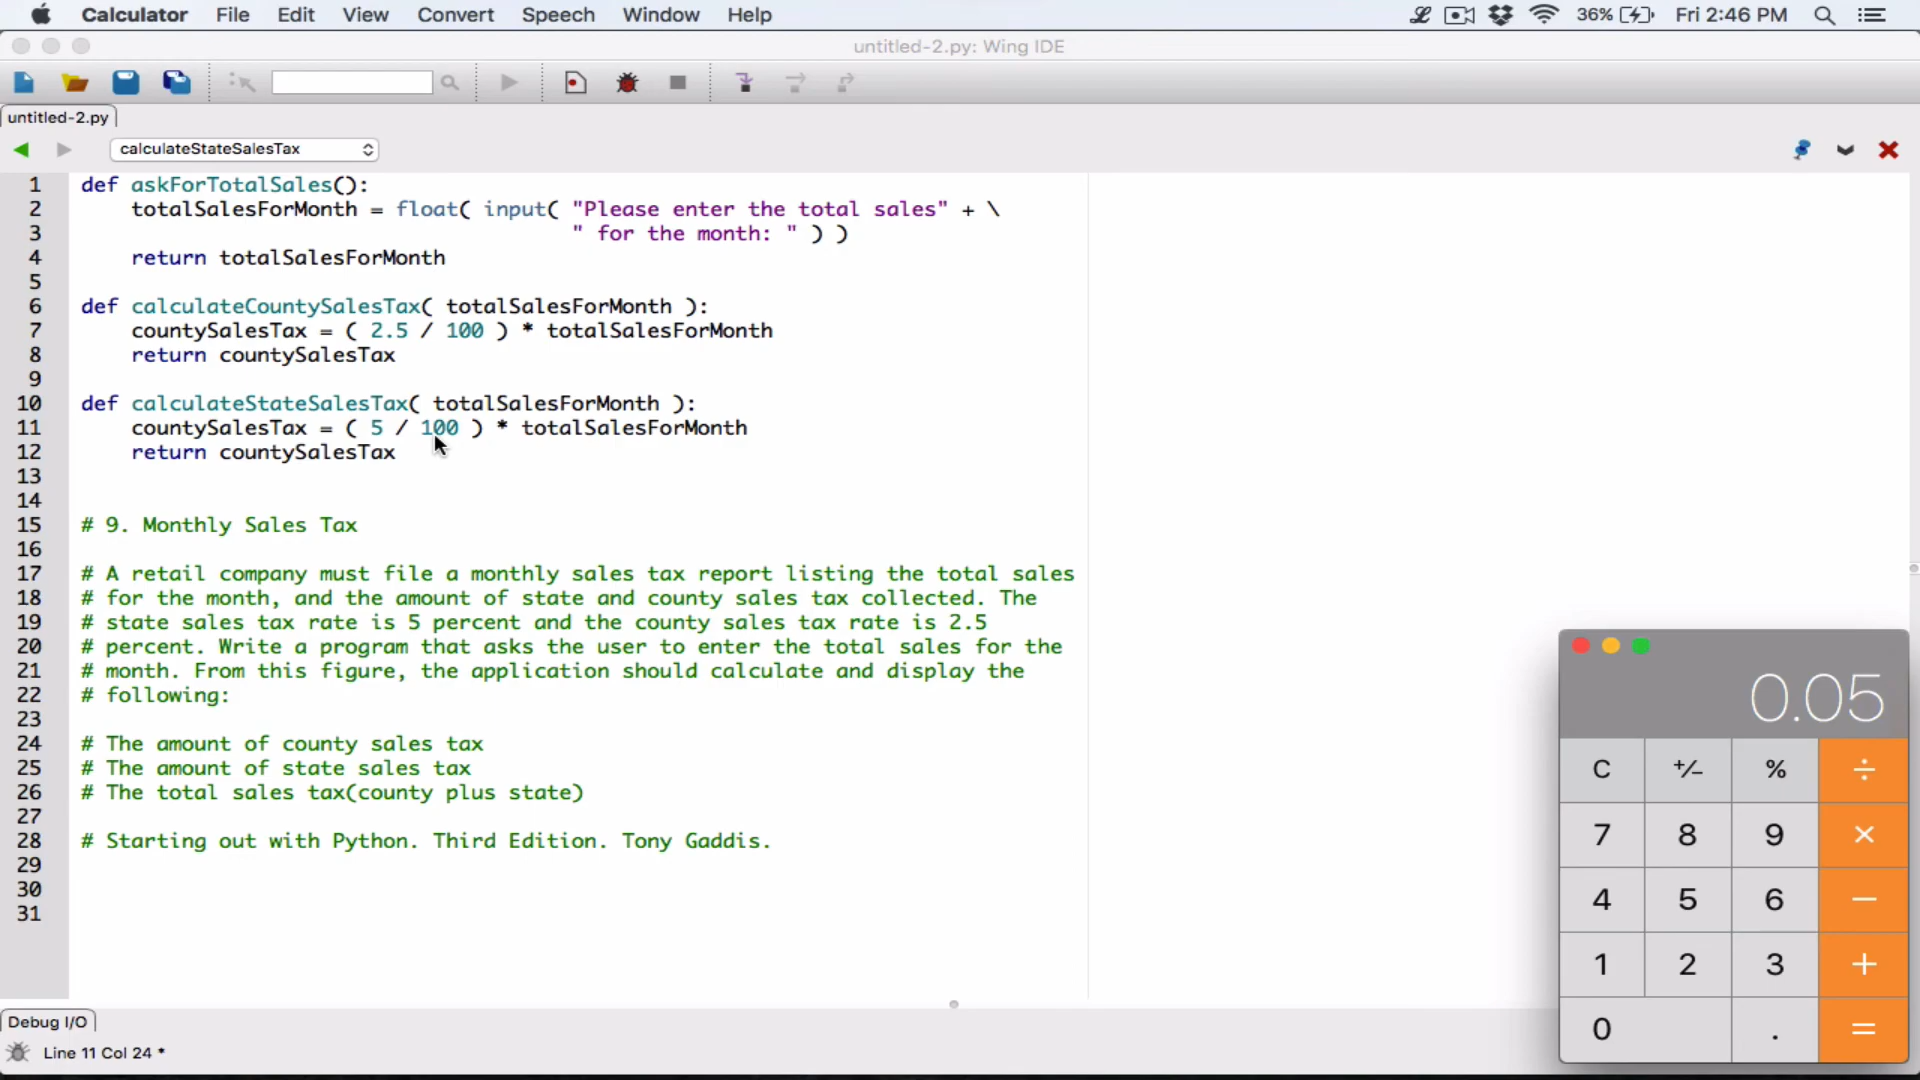 Calculator File Edit View Convert Speech Window Help 36% Fri 2:46 PM
untitled-2.py: Wing IDE
untitled-2.py
calculateStateSalesTax
1 def askForTotalSales():
2     totalSalesForMonth = float( input( "Please enter the total sales" + \
3                                        " for the month: " ) )
4     return totalSalesForMonth
5
6 def calculateCountySalesTax( totalSalesForMonth ):
7     countySalesTax = ( 2.5 / 100 ) * totalSalesForMonth
8     return countySalesTax
9
10 def calculateStateSalesTax( totalSalesForMonth ):
11     countySalesTax = ( 5 / 100 ) * totalSalesForMonth
12     return countySalesTax
13
14
15 # 9. Monthly Sales Tax
16
17 # A retail company must file a monthly sales tax report listing the total sales
18 # for the month, and the amount of state and county sales tax collected. The
19 # state sales tax rate is 5 percent and the county sales tax rate is 2.5
20 # percent. Write a program that asks the user to enter the total sales for the
21 # month. From this figure, the application should calculate and display the
22 # following:
23
24 # The amount of county sales tax
25 # The amount of state sales tax
26 # The total sales tax(county plus state)
27
28 # Starting out with Python. Third Edition. Tony Gaddis.
29
30
31
0.05
C +/- % ÷
7 8 9 ×
4 5 6 −
1 2 3 +
0 . =
Debug I/O
Line 11 Col 24 *